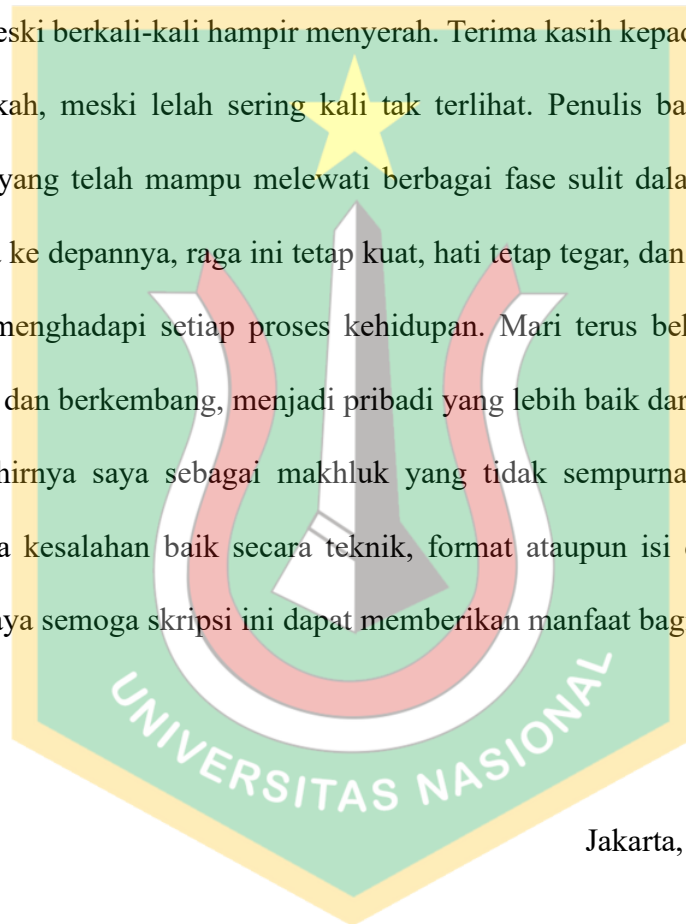 eski berkali-kali hampir menyerah. Terima kasih kepad
kah, meski lelah sering kali tak terlihat. Penulis ba
yang telah mampu melewati berbagai fase sulit dala
ke depannya, raga ini tetap kuat, hati tetap tegar, dan
menghadapi setiap proses kehidupan. Mari terus bel
dan berkembang, menjadi pribadi yang lebih baik dar
hirnya saya sebagai makhluk yang tidak sempurna
a kesalahan baik secara teknik, format ataupun isi
ya semoga skripsi ini dapat memberikan manfaat bag
UNIVERSITAS NASIONAL
Jakarta,